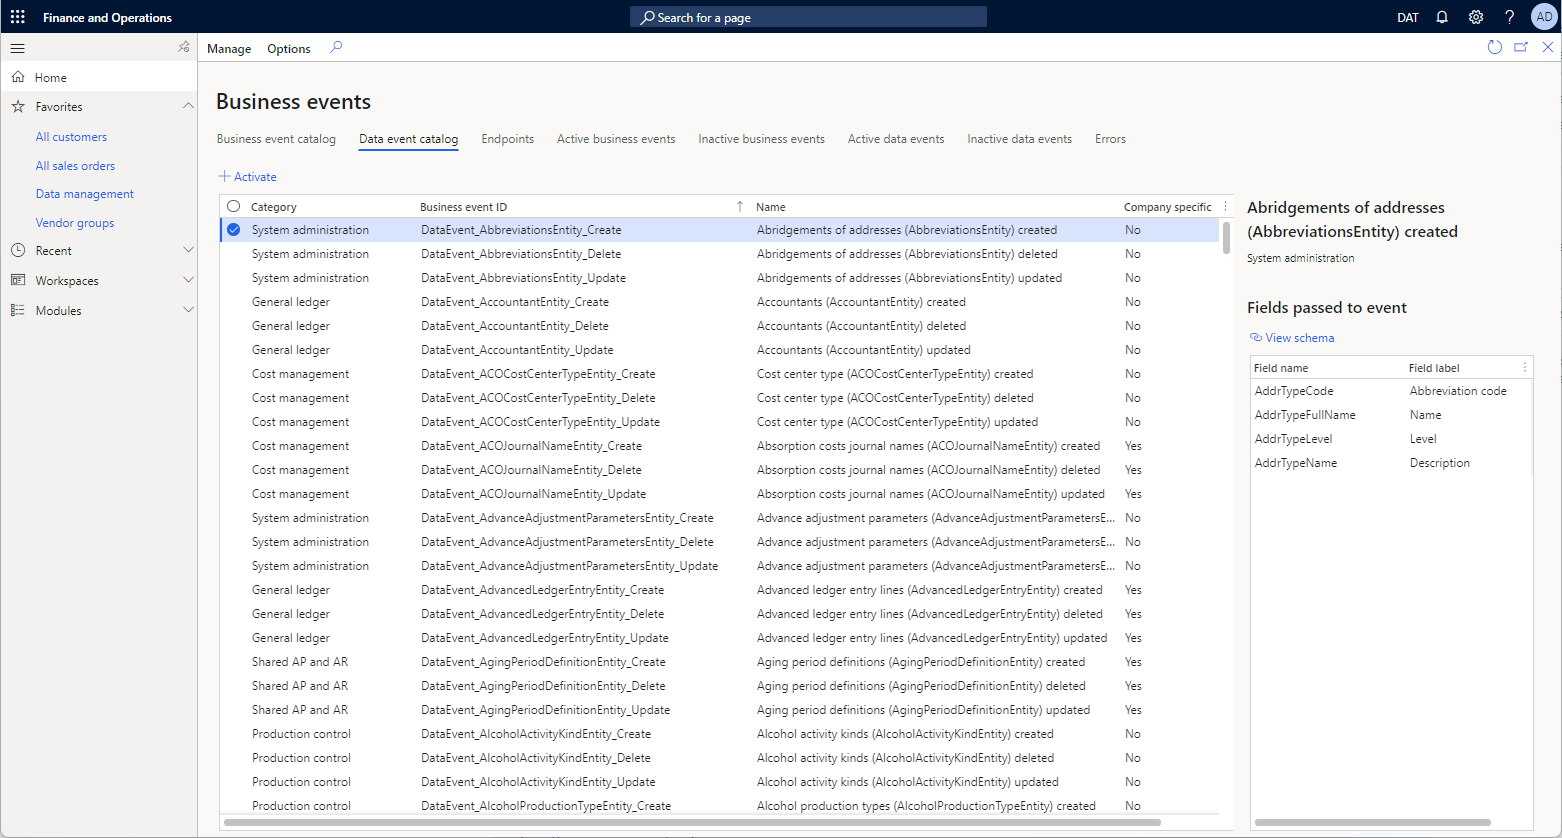 Finance and Operations
Search for a page
DAT
AD
Manage Options
Home
Favorites
All customers
All sales orders
Data management
Vendor groups
Recent
Workspaces
Modules
Business events
Business event catalog Data event catalog Endpoints Active business events Inactive business events Active data events Inactive data events Errors
Activate
Category Business event ID Name Company specific
System administration DataEvent_AbbreviationsEntity_Create Abridgements of addresses (AbbreviationsEntity) created No
System administration DataEvent_AbbreviationsEntity_Delete Abridgements of addresses (AbbreviationsEntity) deleted No
System administration DataEvent_AbbreviationsEntity_Update Abridgements of addresses (AbbreviationsEntity) updated No
General ledger DataEvent_AccountantEntity_Create Accountants (AccountantEntity) created No
General ledger DataEvent_AccountantEntity_Delete Accountants (AccountantEntity) deleted No
General ledger DataEvent_AccountantEntity_Update Accountants (AccountantEntity) updated No
Cost management DataEvent_ACOCostCenterTypeEntity_Create Cost center type (ACOCostCenterTypeEntity) created No
Cost management DataEvent_ACOCostCenterTypeEntity_Delete Cost center type (ACOCostCenterTypeEntity) deleted No
Cost management DataEvent_ACOCostCenterTypeEntity_Update Cost center type (ACOCostCenterTypeEntity) updated No
Cost management DataEvent_ACOJournalNameEntity_Create Absorption costs journal names (ACOJournalNameEntity) created Yes
Cost management DataEvent_ACOJournalNameEntity_Delete Absorption costs journal names (ACOJournalNameEntity) deleted Yes
Cost management DataEvent_ACOJournalNameEntity_Update Absorption costs journal names (ACOJournalNameEntity) updated Yes
System administration DataEvent_AdvanceAdjustmentParametersEntity_Create Advance adjustment parameters (AdvanceAdjustmentParametersE... No
System administration DataEvent_AdvanceAdjustmentParametersEntity_Delete Advance adjustment parameters (AdvanceAdjustmentParametersE... No
System administration DataEvent_AdvanceAdjustmentParametersEntity_Update Advance adjustment parameters (AdvanceAdjustmentParametersE... No
General ledger DataEvent_AdvancedLedgerEntryEntity_Create Advanced ledger entry lines (AdvancedLedgerEntryEntity) created Yes
General ledger DataEvent_AdvancedLedgerEntryEntity_Delete Advanced ledger entry lines (AdvancedLedgerEntryEntity) deleted Yes
General ledger DataEvent_AdvancedLedgerEntryEntity_Update Advanced ledger entry lines (AdvancedLedgerEntryEntity) updated Yes
Shared AP and AR DataEvent_AgingPeriodDefinitionEntity_Create Aging period definitions (AgingPeriodDefinitionEntity) created Yes
Shared AP and AR DataEvent_AgingPeriodDefinitionEntity_Delete Aging period definitions (AgingPeriodDefinitionEntity) deleted Yes
Shared AP and AR DataEvent_AgingPeriodDefinitionEntity_Update Aging period definitions (AgingPeriodDefinitionEntity) updated Yes
Production control DataEvent_AlcoholActivityKindEntity_Create Alcohol activity kinds (AlcoholActivityKindEntity) created No
Production control DataEvent_AlcoholActivityKindEntity_Delete Alcohol activity kinds (AlcoholActivityKindEntity) deleted No
Production control DataEvent_AlcoholActivityKindEntity_Update Alcohol activity kinds (AlcoholActivityKindEntity) updated No
Production control DataEvent_AlcoholProductionTypeEntity_Create Alcohol production types (AlcoholProductionTypeEntity) created No
Abridgements of addresses
(AbbreviationsEntity) created
System administration
Fields passed to event
View schema
Field name Field label
AddrTypeCode Abbreviation code
AddrTypeFullName Name
AddrTypeLevel Level
AddrTypeName Description